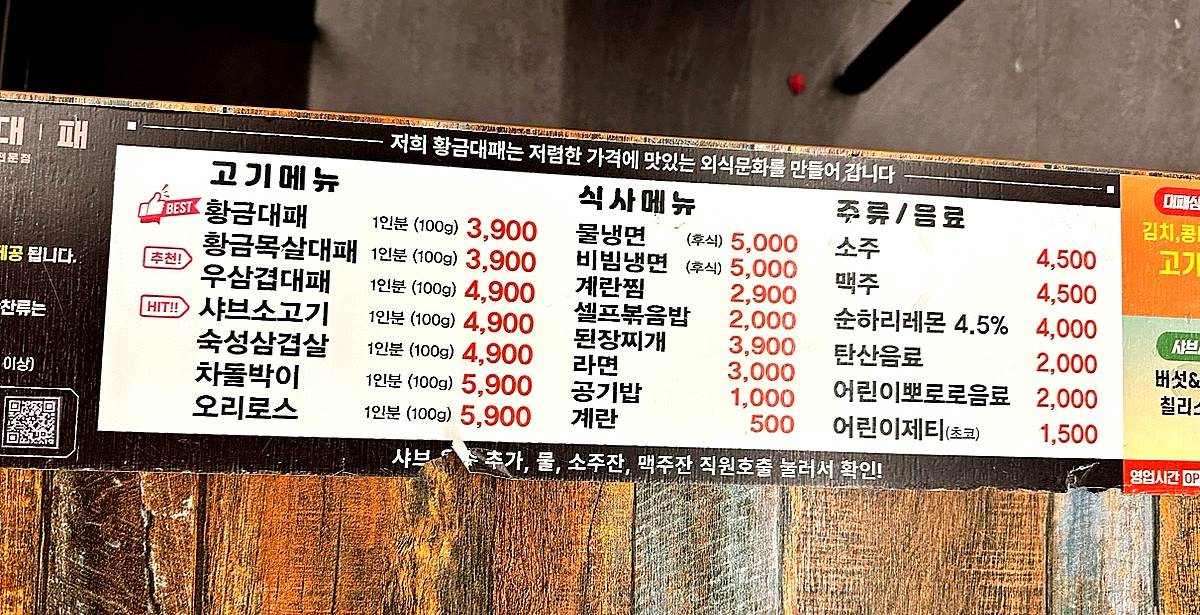 대 | 패
전문점
제공 됩니다.
찬류는
이상)
저희 황금대패는 저렴한 가격에 맛있는 외식문화를 만들어 갑니다
고기메뉴
BEST 황금대패 1인분 (100g) 3,900
황금목살대패 1인분 (100g) 3,900
추천! 우삼겹대패 1인분 (100g) 4,900
HIT!! 샤브소고기 1인분 (100g) 4,900
숙성삼겹살 1인분 (100g) 4,900
차돌박이 1인분 (100g) 5,900
오리로스 1인분 (100g) 5,900
식사메뉴
물냉면 (후식) 5,000
비빔냉면 (후식) 5,000
계란찜 2,900
셀프볶음밥 2,000
된장찌개 3,900
라면 3,000
공기밥 1,000
계란 500
주류/음료
소주 4,500
맥주 4,500
순하리레몬 4.5% 4,000
탄산음료 2,000
어린이뽀로로음료 2,000
어린이제티(초코) 1,500
샤브 추가, 물, 소주잔, 맥주잔 직원호출 눌러서 확인!
대패삼
김치,콩
고기
샤브
버섯&
칠리소
영업시간 OP